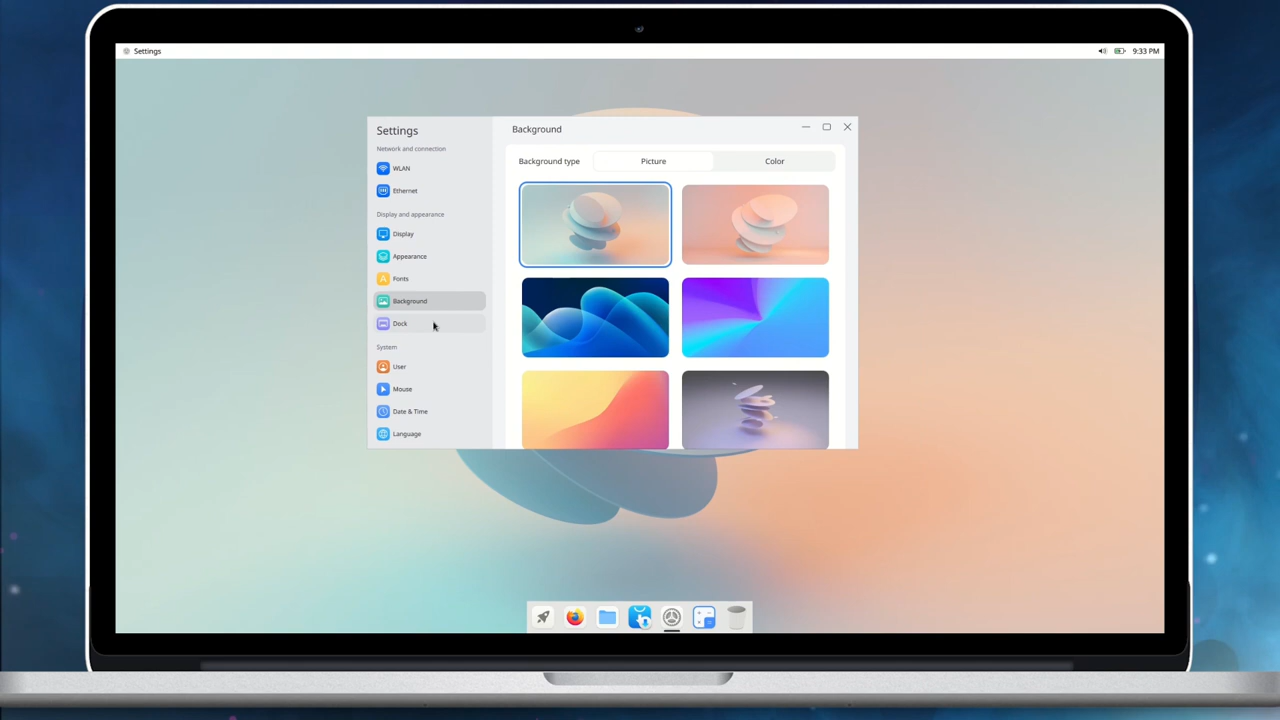 Settings
9:33 PM
Settings
Network and connection
WLAN
Ethernet
Display and appearance
Display
Appearance
Fonts
Background
Dock
System
User
Mouse
Date & Time
Language
Background
Background type
Picture
Color